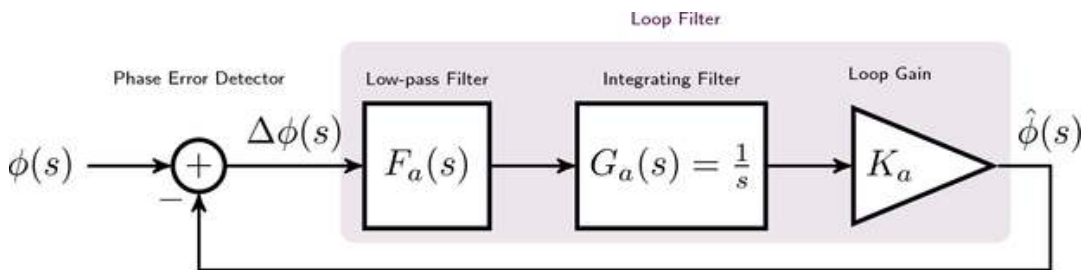 Loop Filter
Phase Error Detector
Low-pass Filter
Integrating Filter
Loop Gain
ϕ(s)
+
−
Δϕ(s)
F_a(s)
G_a(s) = 1/s
K_a
ϕ̂(s)